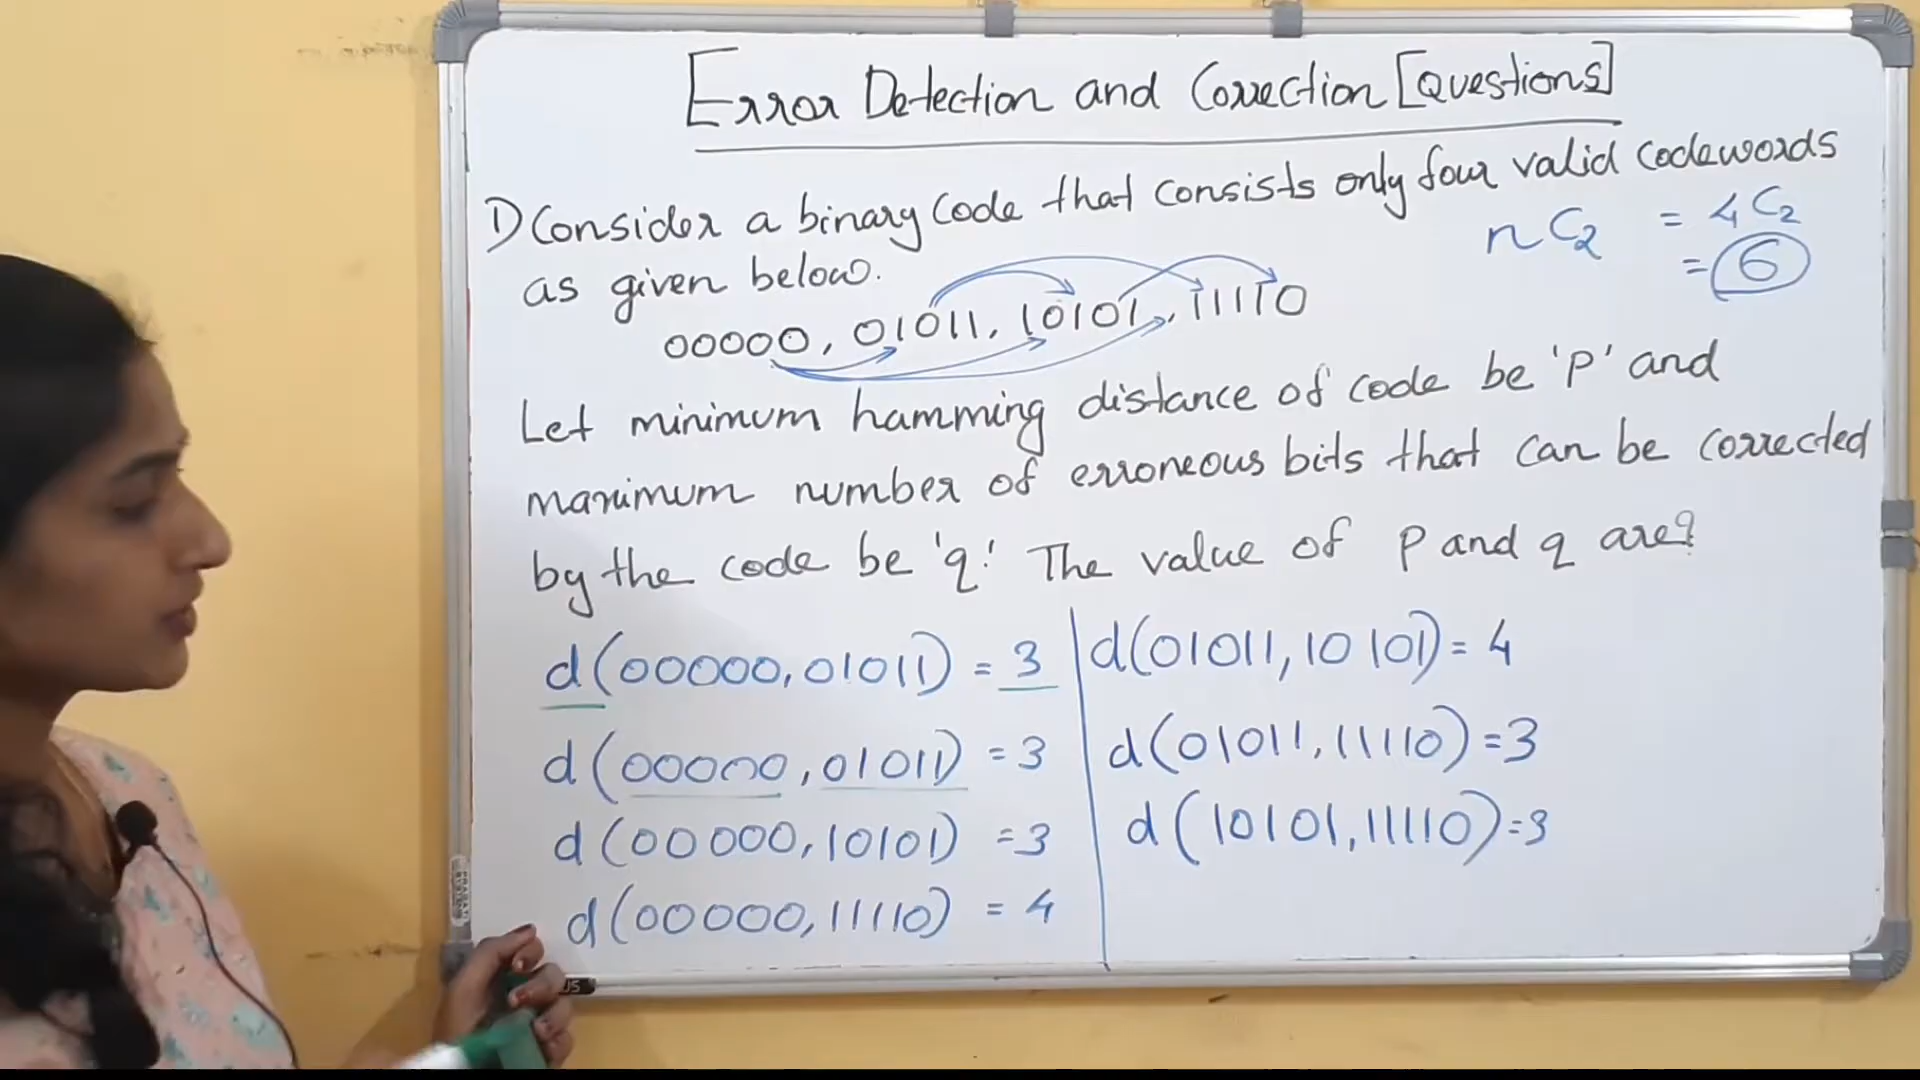 Error Detection and Correction [Questions]
1) Consider a binary code that consists only four valid codewords
as given below.
nC2 = 4C2
= 6
00000, 01011, 10101, 11110
Let minimum hamming distance of code be 'p' and
maximum number of erroneous bits that can be corrected
by the code be 'q'. The value of p and q are?
d(00000,01011) = 3
d(00000,01011) = 3
d(00000,10101) = 3
d(00000,11110) = 4
d(01011,10101) = 4
d(01011,11110) = 3
d(10101,11110) = 3